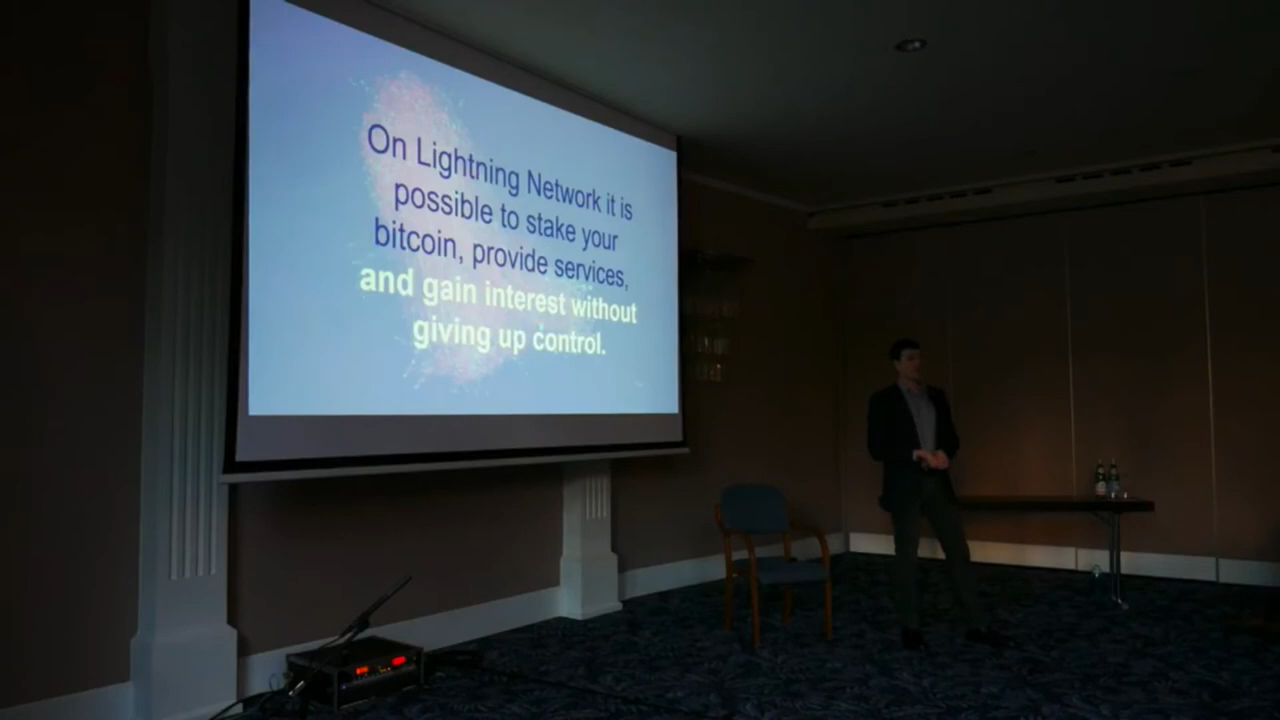 On Lightning Network it is
possible to stake your
bitcoin, provide services,
and gain interest without
giving up control.